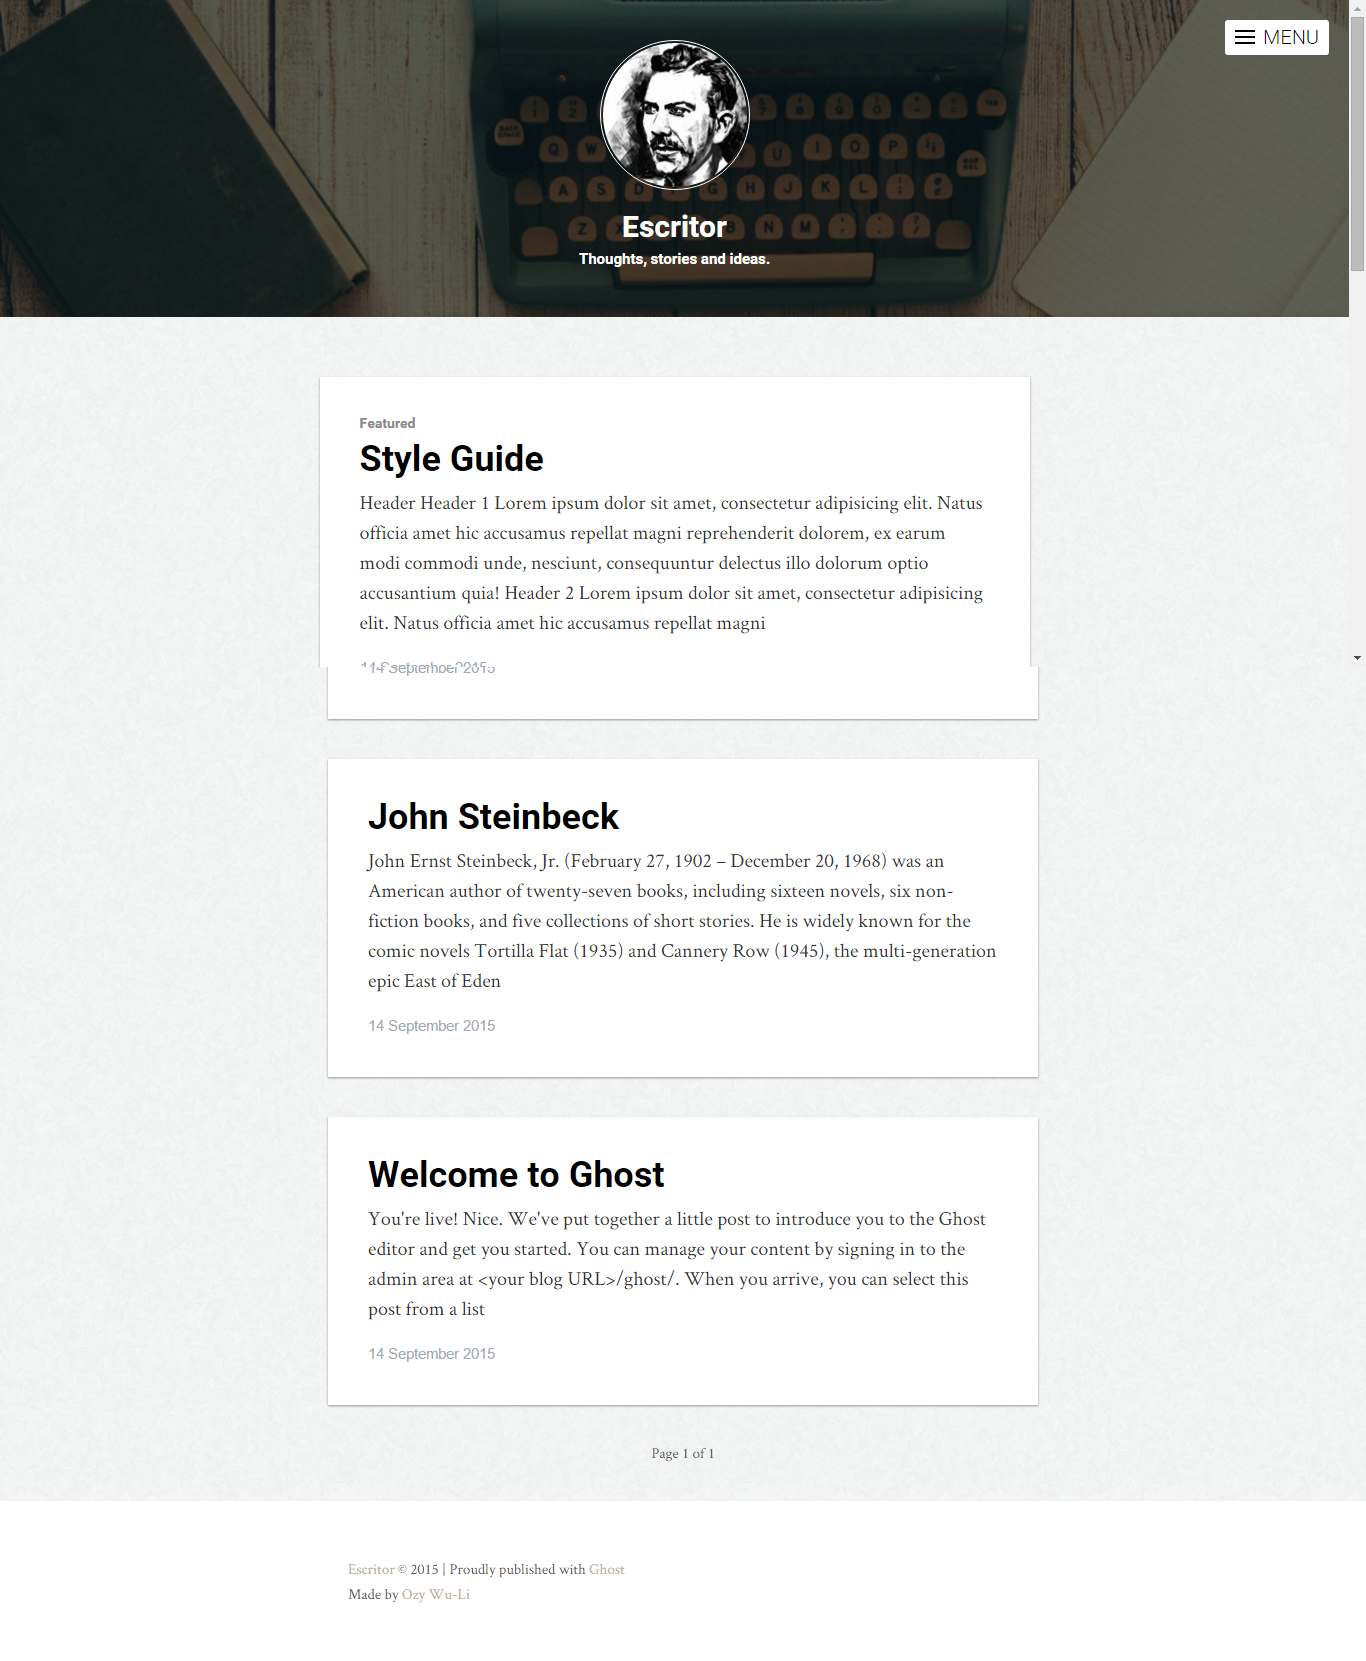 MENU
Escritor
Thoughts, stories and ideas.
Featured
Style Guide
Header Header 1 Lorem ipsum dolor sit amet, consectetur adipisicing elit. Natus
officia amet hic accusamus repellat magni reprehenderit dolorem, ex earum
modi commodi unde, nesciunt, consequuntur delectus illo dolorum optio
accusantium quia! Header 2 Lorem ipsum dolor sit amet, consectetur adipisicing
elit. Natus officia amet hic accusamus repellat magni
14 September 2015
John Steinbeck
John Ernst Steinbeck, Jr. (February 27, 1902 – December 20, 1968) was an
American author of twenty-seven books, including sixteen novels, six non-
fiction books, and five collections of short stories. He is widely known for the
comic novels Tortilla Flat (1935) and Cannery Row (1945), the multi-generation
epic East of Eden
14 September 2015
Welcome to Ghost
You're live! Nice. We've put together a little post to introduce you to the Ghost
editor and get you started. You can manage your content by signing in to the
admin area at <your blog URL>/ghost/. When you arrive, you can select this
post from a list
14 September 2015
Page 1 of 1
Escritor © 2015 | Proudly published with Ghost
Made by Ozy Wu-Li